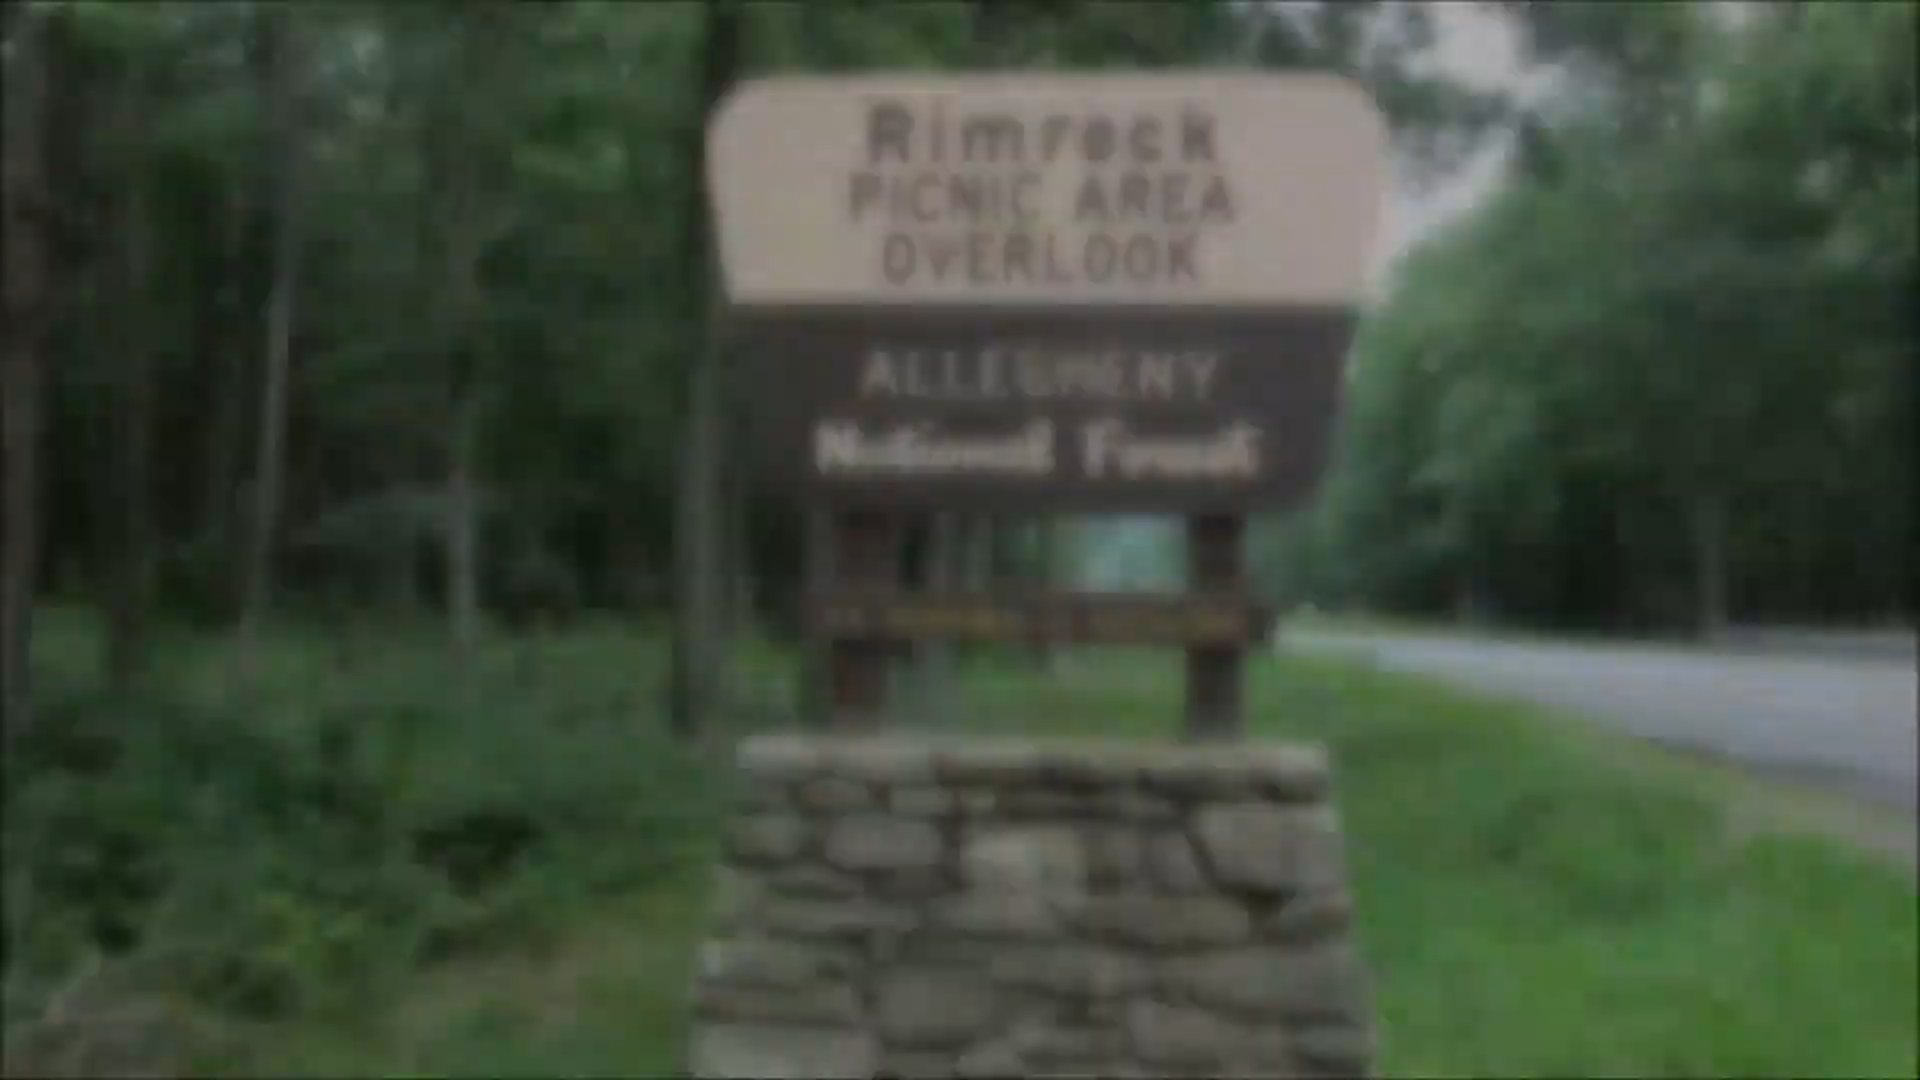 Rimrock
PICNIC AREA
OVERLOOK
ALLEGHENY
National Forest